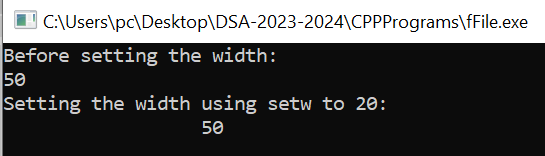 C:\Users\pc\Desktop\DSA-2023-2024\CPPPrograms\fFile.exe
Before setting the width:
50
Setting the width using setw to 20:
                  50